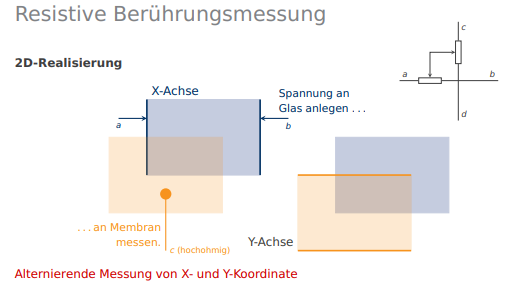 Resistive Berührungsmessung
2D-Realisierung
X-Achse
Spannung an
Glas anlegen . . .
a
b
c
a
b
d
. . . an Membran
messen.
c (hochohmig)
Y-Achse
Alternierende Messung von X- und Y-Koordinate